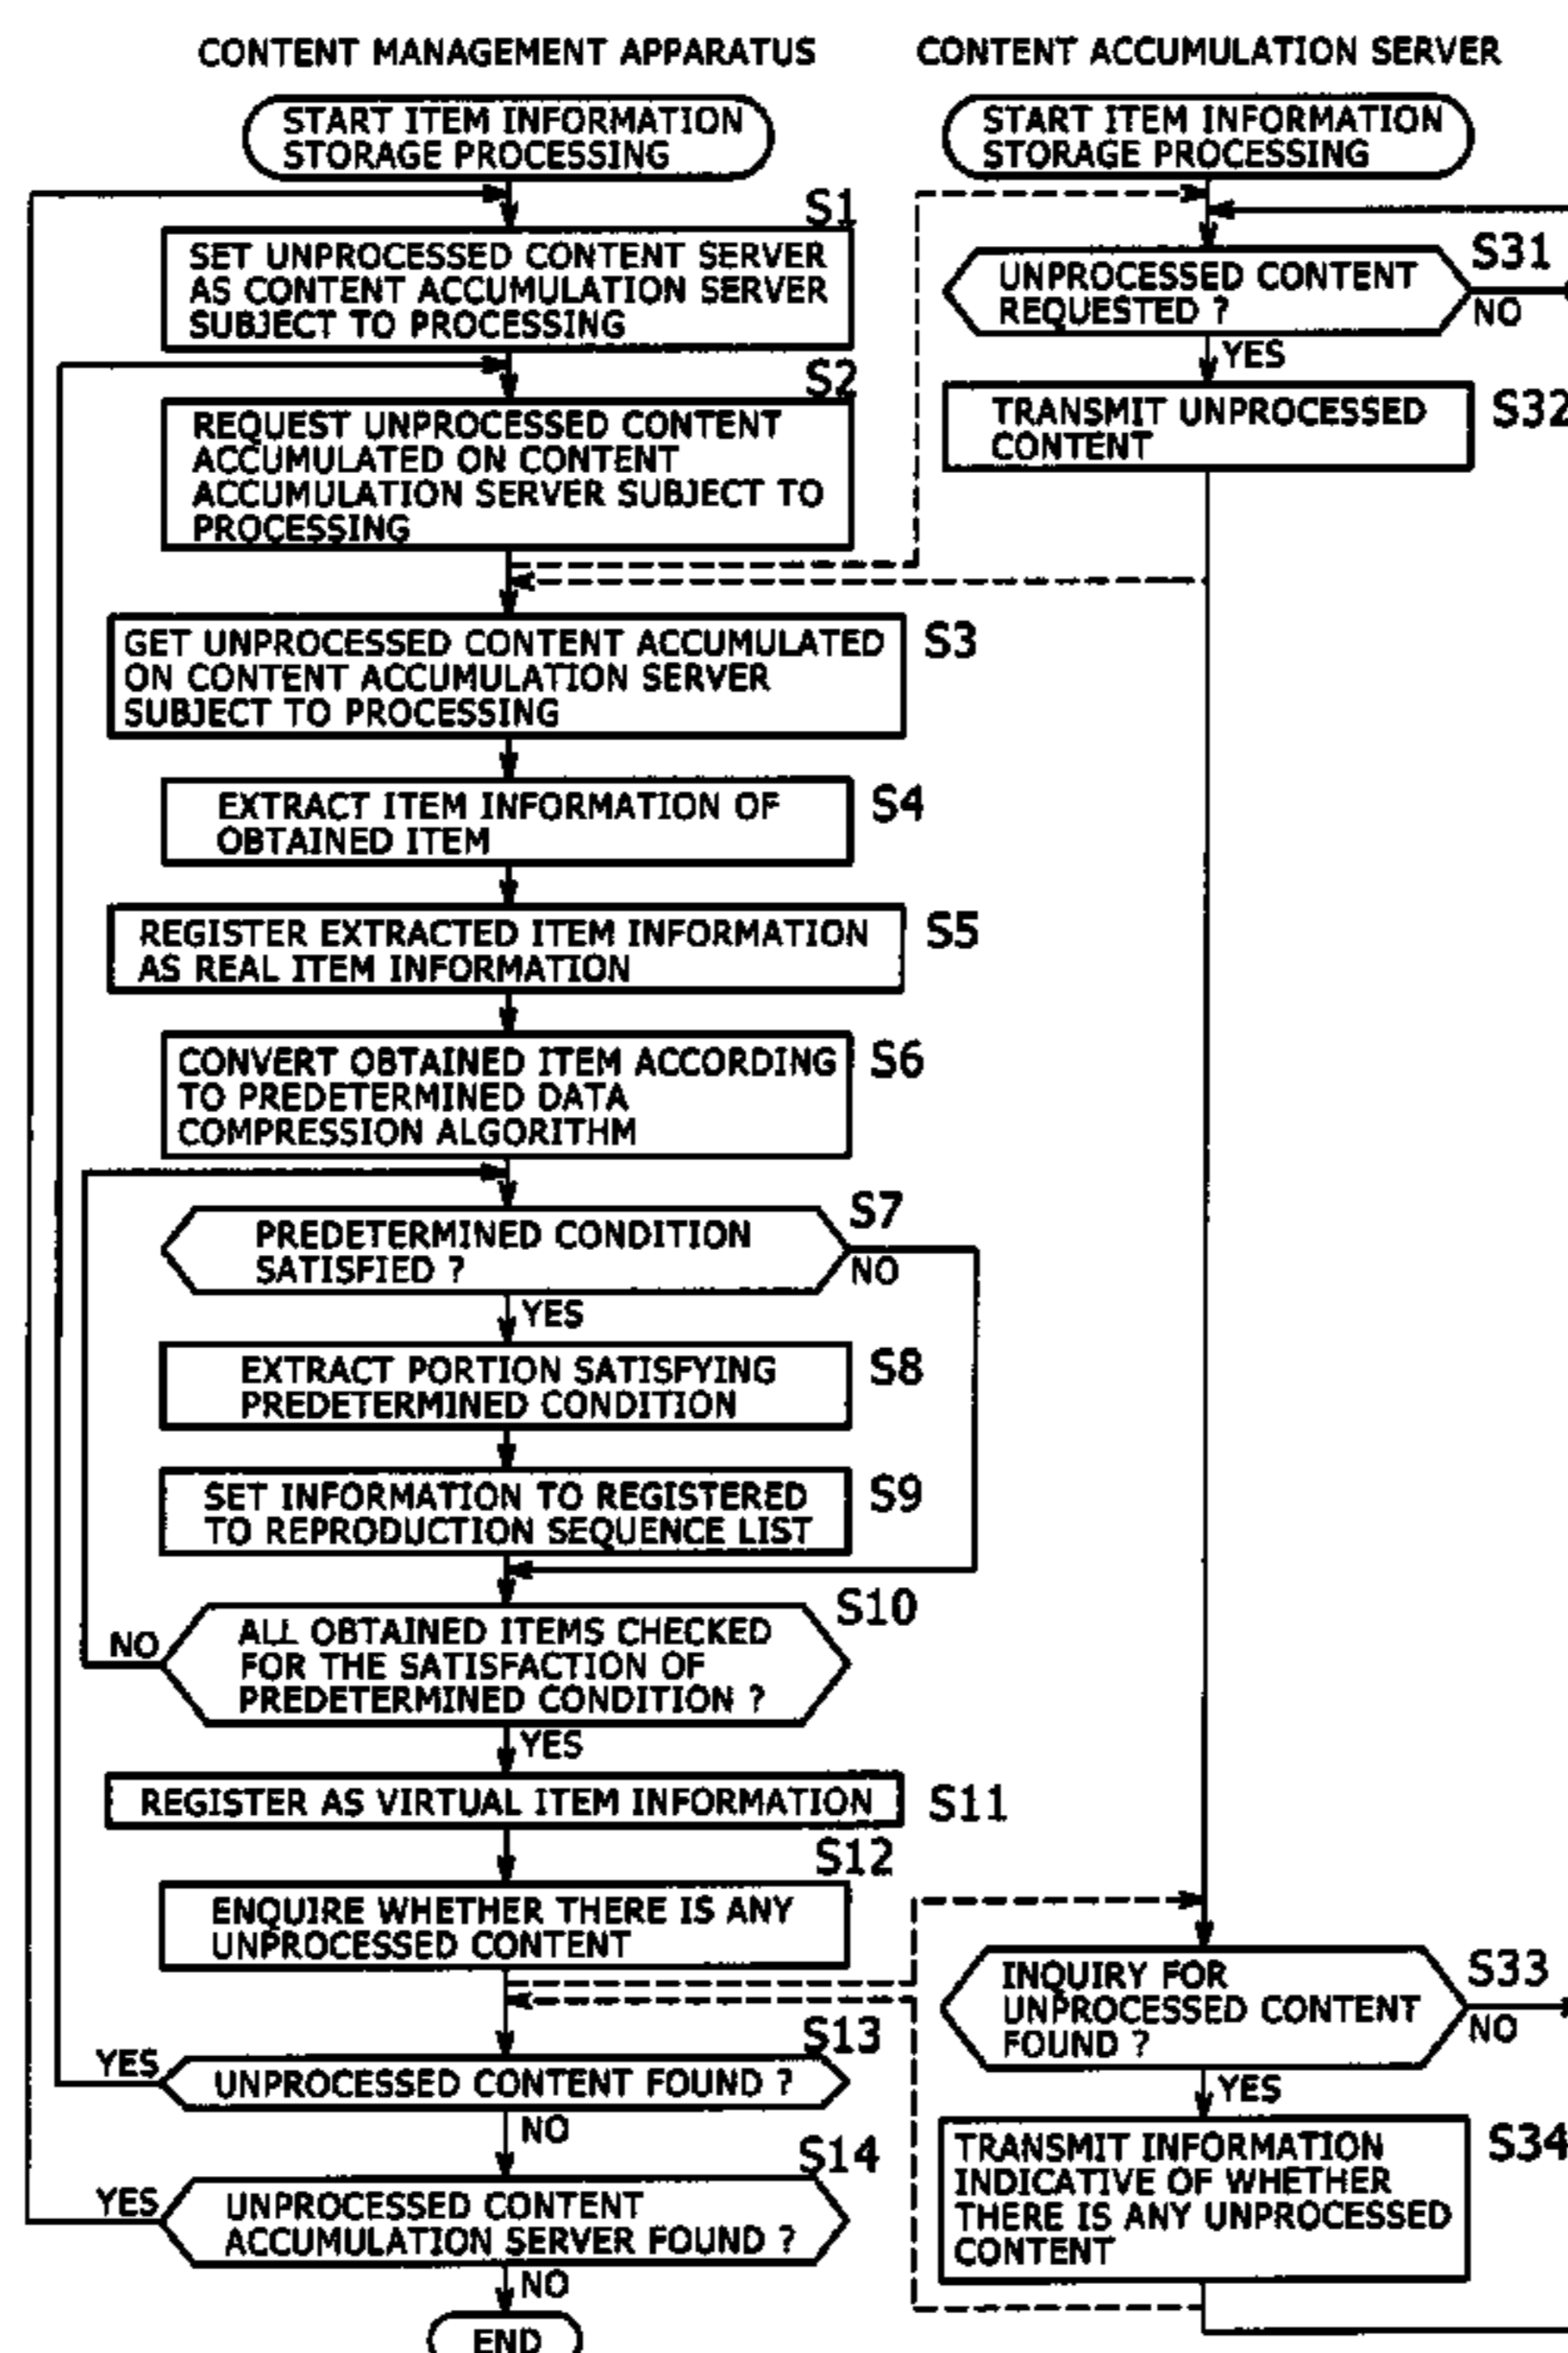 CONTENT MANAGEMENT APPARATUS
START ITEM INFORMATION
STORAGE PROCESSING
S1
SET UNPROCESSED CONTENT SERVER
AS CONTENT ACCUMULATION SERVER
SUBJECT TO PROCESSING
S2
REQUEST UNPROCESSED CONTENT
ACCUMULATED ON CONTENT
ACCUMULATION SERVER SUBJECT TO
PROCESSING
GET UNPROCESSED CONTENT ACCUMULATED
ON CONTENT ACCUMULATION SERVER
SUBJECT TO PROCESSING
S3
EXTRACT ITEM INFORMATION OF
OBTAINED ITEM
S4
REGISTER EXTRACTED ITEM INFORMATION
AS REAL ITEM INFORMATION
S5
CONVERT OBTAINED ITEM ACCORDING
TO PREDETERMINED DATA
COMPRESSION ALGORITHM
S6
PREDETERMINED CONDITION
SATISFIED ?
S7
NO
YES
EXTRACT PORTION SATISFYING
PREDETERMINED CONDITION
S8
SET INFORMATION TO REGISTERED
TO REPRODUCTION SEQUENCE LIST
S9
S10
NO
ALL OBTAINED ITEMS CHECKED
FOR THE SATISFACTION OF
PREDETERMINED CONDITION ?
YES
REGISTER AS VIRTUAL ITEM INFORMATION
S11
S12
ENQUIRE WHETHER THERE IS ANY
UNPROCESSED CONTENT
S13
YES
UNPROCESSED CONTENT FOUND ?
NO
S14
YES
UNPROCESSED CONTENT
ACCUMULATION SERVER FOUND ?
NO
END
CONTENT ACCUMULATION SERVER
START ITEM INFORMATION
STORAGE PROCESSING
UNPROCESSED CONTENT
REQUESTED ?
S31
NO
YES
TRANSMIT UNPROCESSED
CONTENT
S32
INQUIRY FOR
UNPROCESSED CONTENT
FOUND ?
S33
NO
YES
TRANSMIT INFORMATION
INDICATIVE OF WHETHER
THERE IS ANY UNPROCESSED
CONTENT
S34